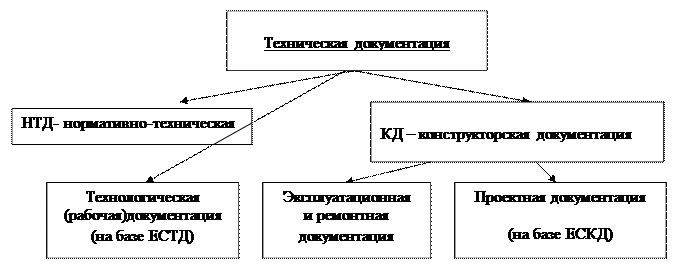 Техническая документация
НТД- нормативно-техническая
КД – конструкторская документация
Технологическая
(рабочая)документация
(на базе ЕСТД)
Эксплуатационная
и ремонтная
документация
Проектная документация
(на базе ЕСКД)